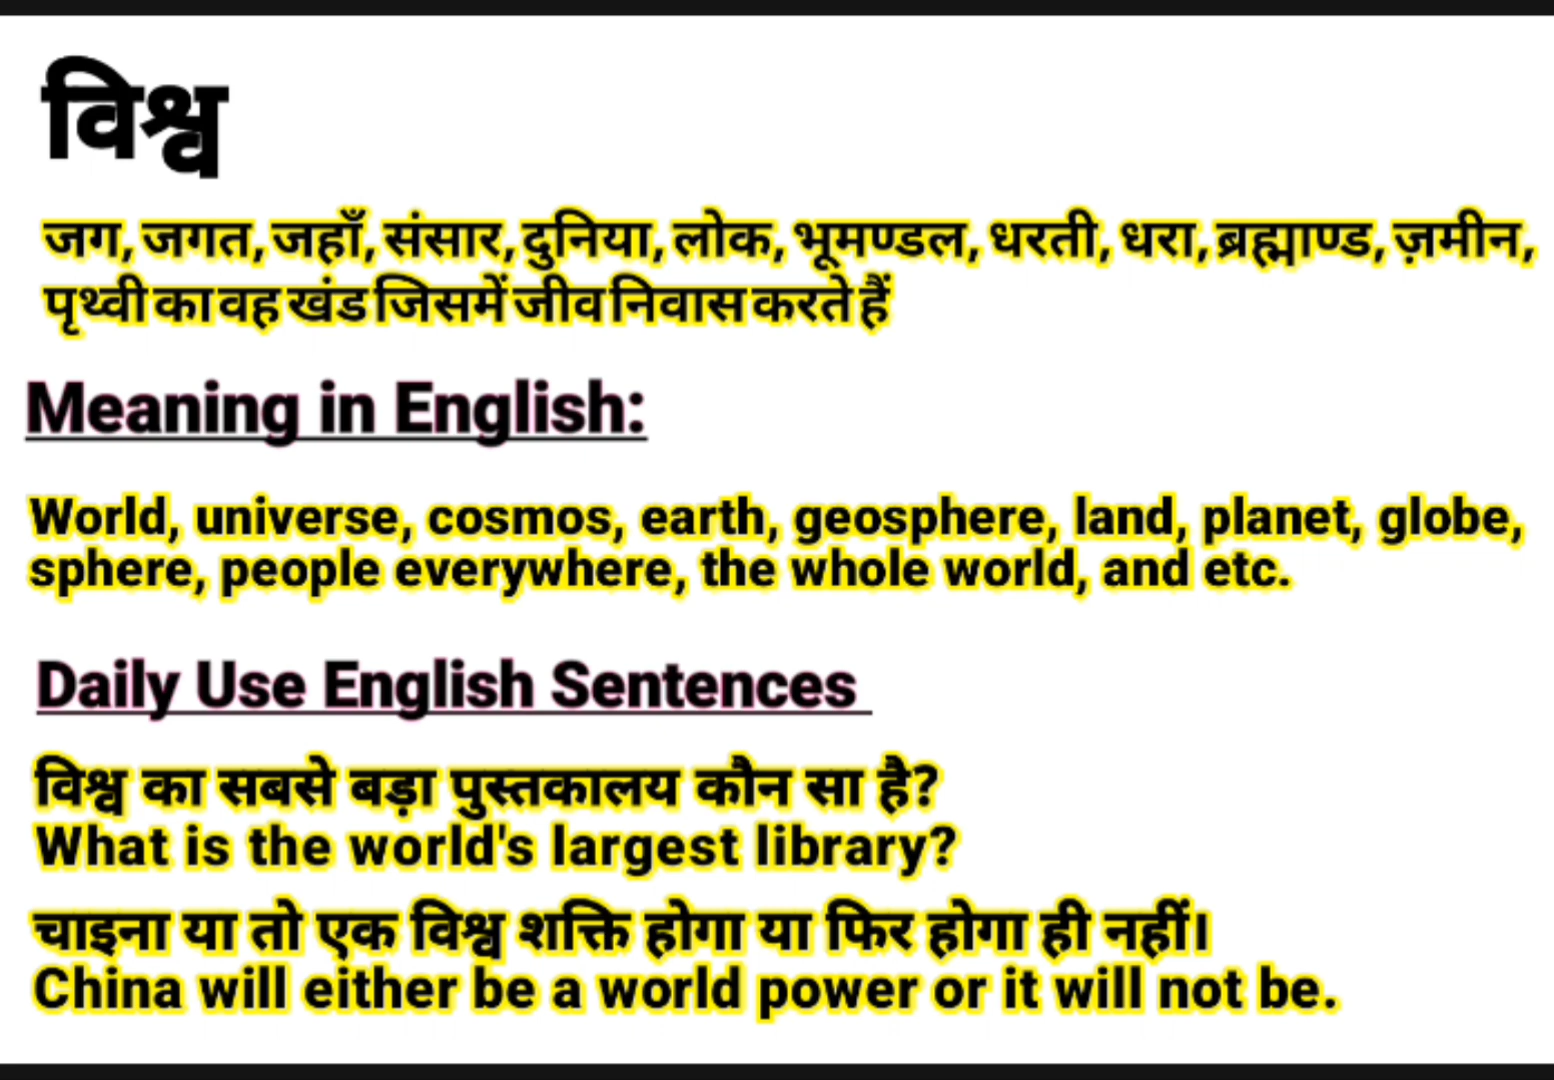 विश्व
जग, जगत, जहाँ, संसार, दुनिया, लोक, भूमण्डल, धरती, धरा, ब्रह्माण्ड, ज़मीन,
पृथ्वी का वह खंड जिसमें जीव निवास करते हैं
Meaning in English:
World, universe, cosmos, earth, geosphere, land, planet, globe,
sphere, people everywhere, the whole world, and etc.
Daily Use English Sentences
विश्व का सबसे बड़ा पुस्तकालय कौन सा है?
What is the world's largest library?
चाइना या तो एक विश्व शक्ति होगा या फिर होगा ही नहीं।
China will either be a world power or it will not be.